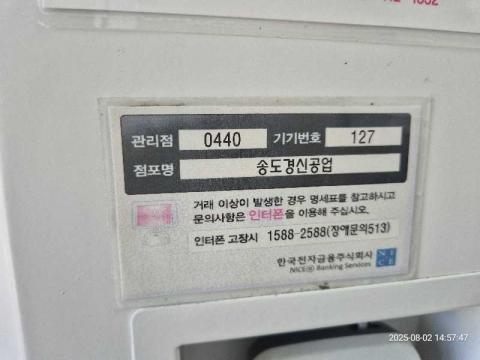 관리점 0440 기기번호 127
점포명 송도경신공업
거래 이상이 발생한 경우 명세표를 참고하시고
문의사항은 인터폰을 이용해 주십시오.
인터폰 고장시 1588-2588(장애문의513)
한국전자금융주식회사
NICE㈜ Banking Services
NICE
2025-08-02 14:57:47